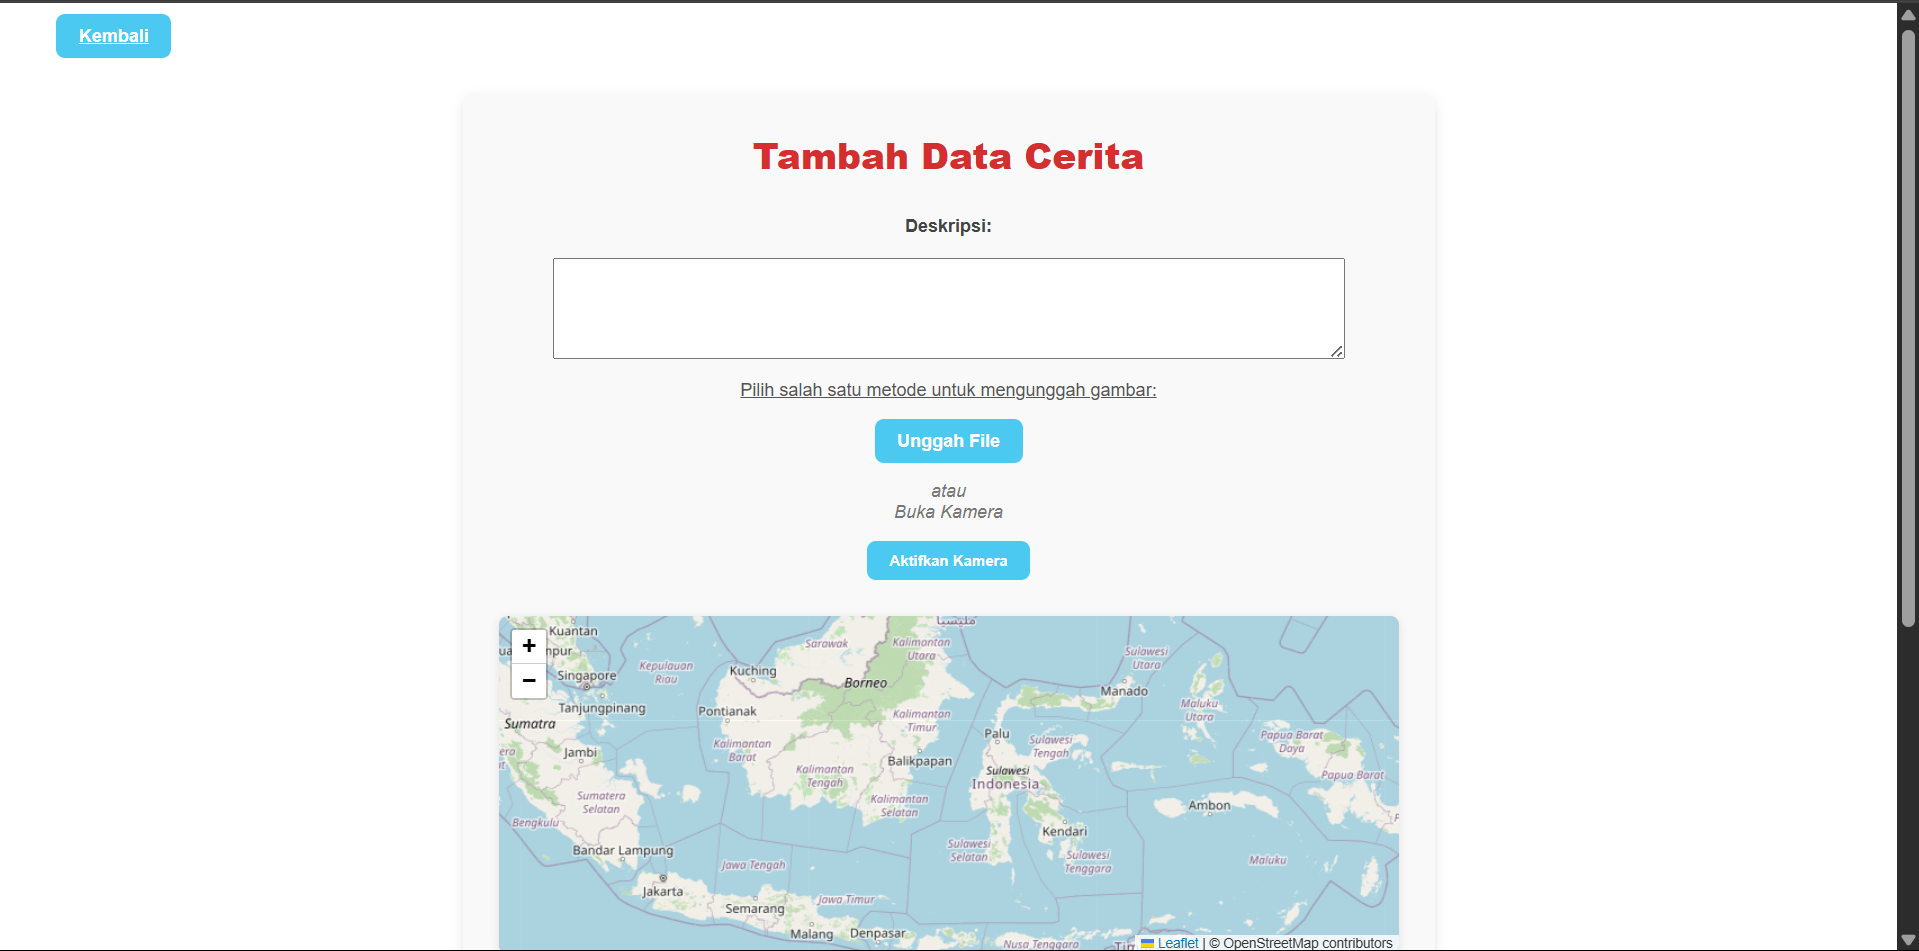 Kembali
Tambah Data Cerita
Deskripsi:
Pilih salah satu metode untuk mengunggah gambar:
Unggah File
atau
Buka Kamera
Aktifkan Kamera
+
−
Kuantan
Singapore
Tanjungpinang
Sumatra
Jambi
Sumatera
Selatan
Bengkulu
Bandar Lampung
Jakarta
Kepulauan
Riau
Kuching
Sarawak
Pontianak
Borneo
Kalimantan
Utara
مليسيا
Kalimantan
Barat
Kalimantan
Timur
Kalimantan
Tengah
Balikpapan
Kalimantan
Selatan
Jawa Tengah
Semarang
Jawa Timur
Malang
Denpasar
Sulawesi
Utara
Manado
Palu
Sulawesi
Tengah
Sulawesi
Indonesia
Kendari
Sulawesi
Selatan
Sulawesi
Tenggara
Maluku
Utara
Ambon
Maluku
Papua Barat
Daya
Papua Barat
Nusa Tenggara
Leaflet | © OpenStreetMap contributors